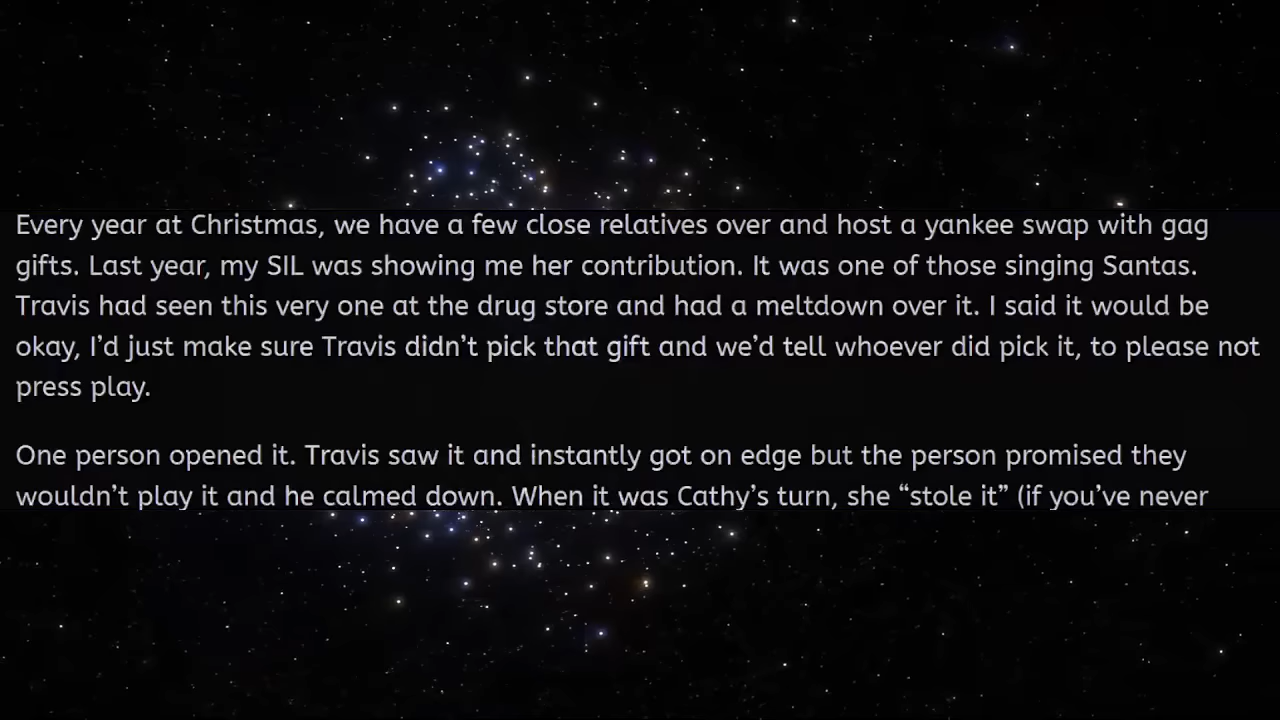 Every year at Christmas, we have a few close relatives over and host a yankee swap with gag
gifts. Last year, my SIL was showing me her contribution. It was one of those singing Santas.
Travis had seen this very one at the drug store and had a meltdown over it. I said it would be
okay, I’d just make sure Travis didn’t pick that gift and we’d tell whoever did pick it, to please not
press play.
One person opened it. Travis saw it and instantly got on edge but the person promised they
wouldn’t play it and he calmed down. When it was Cathy’s turn, she “stole it” (if you’ve never